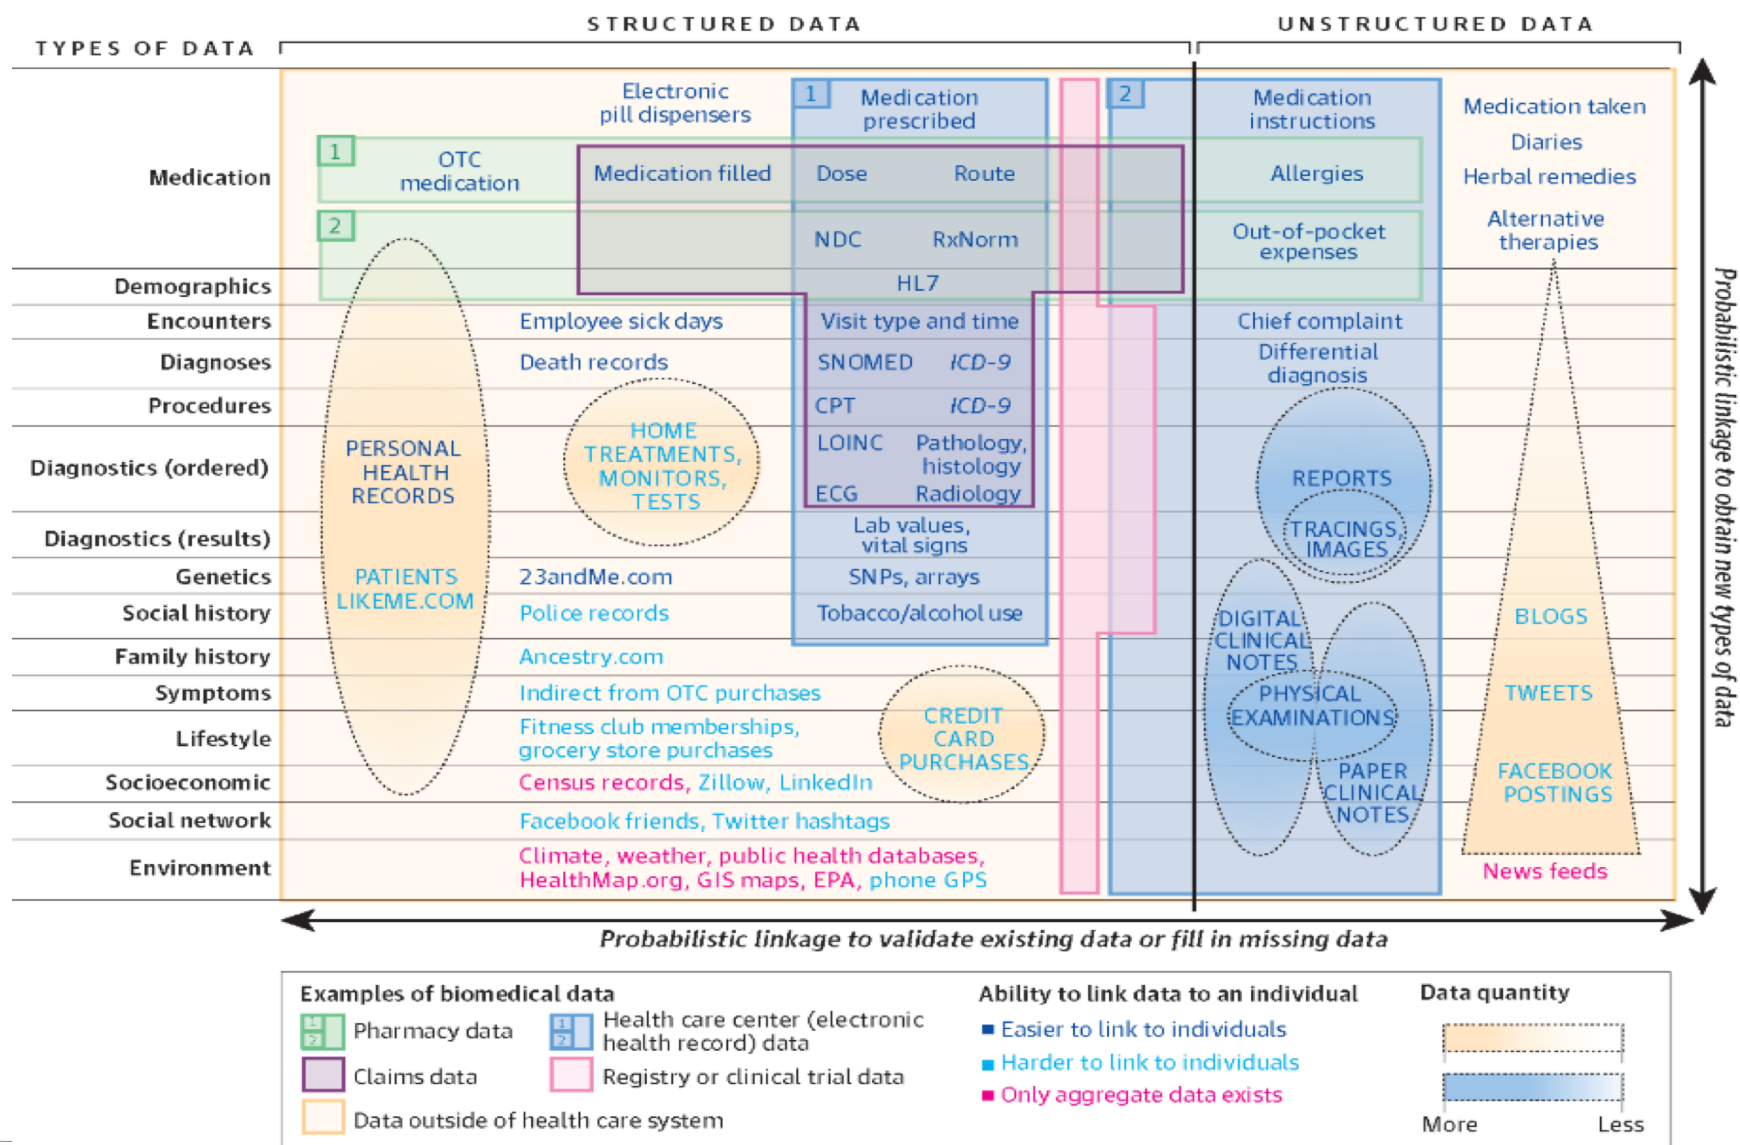 STRUCTURED DATA
UNSTRUCTURED DATA
TYPES OF DATA
Medication
Demographics
Encounters
Diagnoses
Procedures
Diagnostics (ordered)
Diagnostics (results)
Genetics
Social history
Family history
Symptoms
Lifestyle
Socioeconomic
Social network
Environment
Electronic
pill dispensers
1
Medication
prescribed
2
Medication
instructions
Medication taken
Diaries
Herbal remedies
Alternative
therapies
1
OTC
medication
Medication filled
Dose Route
Allergies
2
NDC RxNorm
Out-of-pocket
expenses
HL7
Employee sick days
Visit type and time
Chief complaint
Death records
SNOMED ICD-9
Differential
diagnosis
CPT ICD-9
PERSONAL
HEALTH
RECORDS
HOME
TREATMENTS,
MONITORS,
TESTS
LOINC Pathology,
histology
ECG Radiology
REPORTS
TRACINGS,
IMAGES
Lab values,
vital signs
PATIENTS
LIKEME.COM
23andMe.com
SNPs, arrays
Police records
Tobacco/alcohol use
DIGITAL
CLINICAL
NOTES
BLOGS
Ancestry.com
Indirect from OTC purchases
PHYSICAL
EXAMINATIONS
TWEETS
Fitness club memberships,
grocery store purchases
CREDIT
CARD
PURCHASES
Census records, Zillow, LinkedIn
PAPER
CLINICAL
NOTES
FACEBOOK
POSTINGS
Facebook friends, Twitter hashtags
Climate, weather, public health databases,
HealthMap.org, GIS maps, EPA, phone GPS
News feeds
Probabilistic linkage to obtain new types of data
Probabilistic linkage to validate existing data or fill in missing data
Examples of biomedical data
1
2
Pharmacy data
1
2
Health care center (electronic
health record) data
Claims data
Registry or clinical trial data
Data outside of health care system
Ability to link data to an individual
Easier to link to individuals
Harder to link to individuals
Only aggregate data exists
Data quantity
More Less